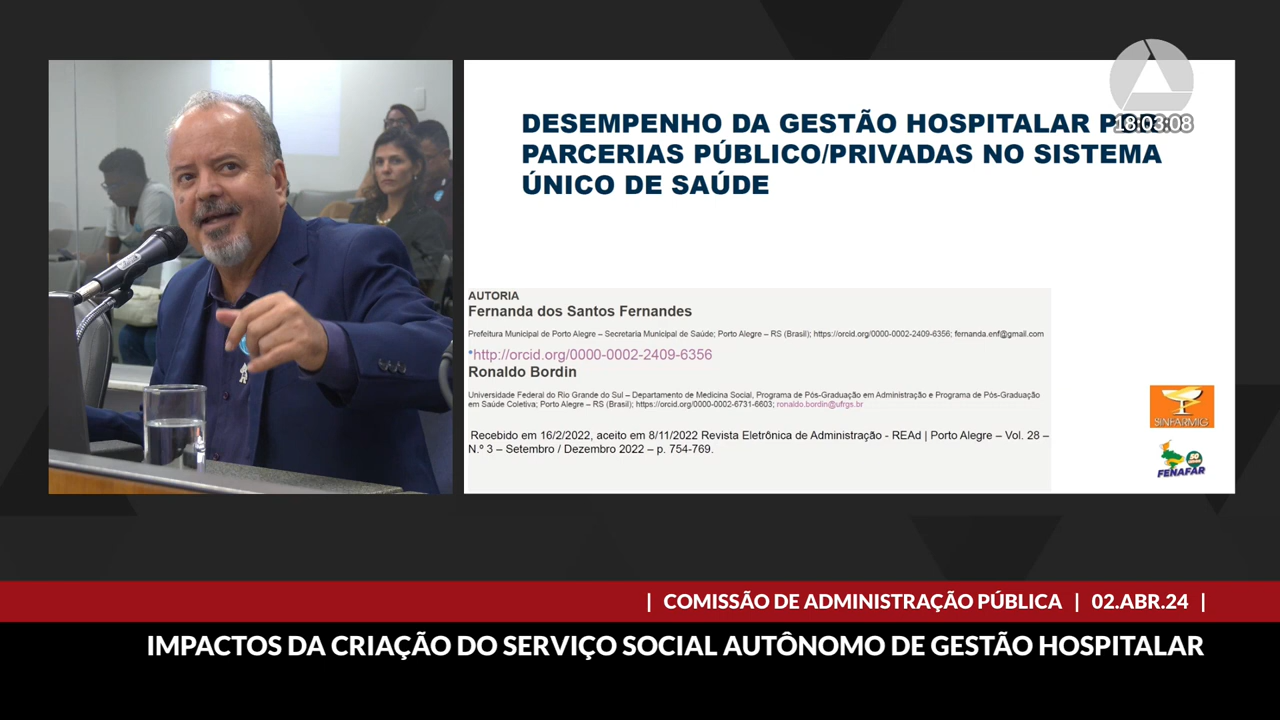 18:03:08
DESEMPENHO DA GESTÃO HOSPITALAR
PARCERIAS PÚBLICO/PRIVADAS NO SISTEMA
ÚNICO DE SAÚDE
AUTORIA
Fernanda dos Santos Fernandes
Prefeitura Municipal de Porto Alegre – Secretaria Municipal de Saúde; Porto Alegre – RS (Brasil); https://orcid.org/0000-0002-2409-6356; fernanda.enf@gmail.com
*http://orcid.org/0000-0002-2409-6356
Ronaldo Bordin
Universidade Federal do Rio Grande do Sul – Departamento de Medicina Social, Programa de Pós-Graduação em Administração e Programa de Pós-Graduação
em Saúde Coletiva; Porto Alegre – RS (Brasil); https://orcid.org/0000-0002-6731-6603; ronaldo.bordin@ufrgs.br
Recebido em 16/2/2022, aceito em 8/11/2022 Revista Eletrônica de Administração - REAd | Porto Alegre – Vol. 28 –
N.º 3 – Setembro / Dezembro 2022 – p. 754-769.
SINFARMIG
50
FENAFAR
| COMISSÃO DE ADMINISTRAÇÃO PÚBLICA | 02.ABR.24 |
IMPACTOS DA CRIAÇÃO DO SERVIÇO SOCIAL AUTÔNOMO DE GESTÃO HOSPITALAR